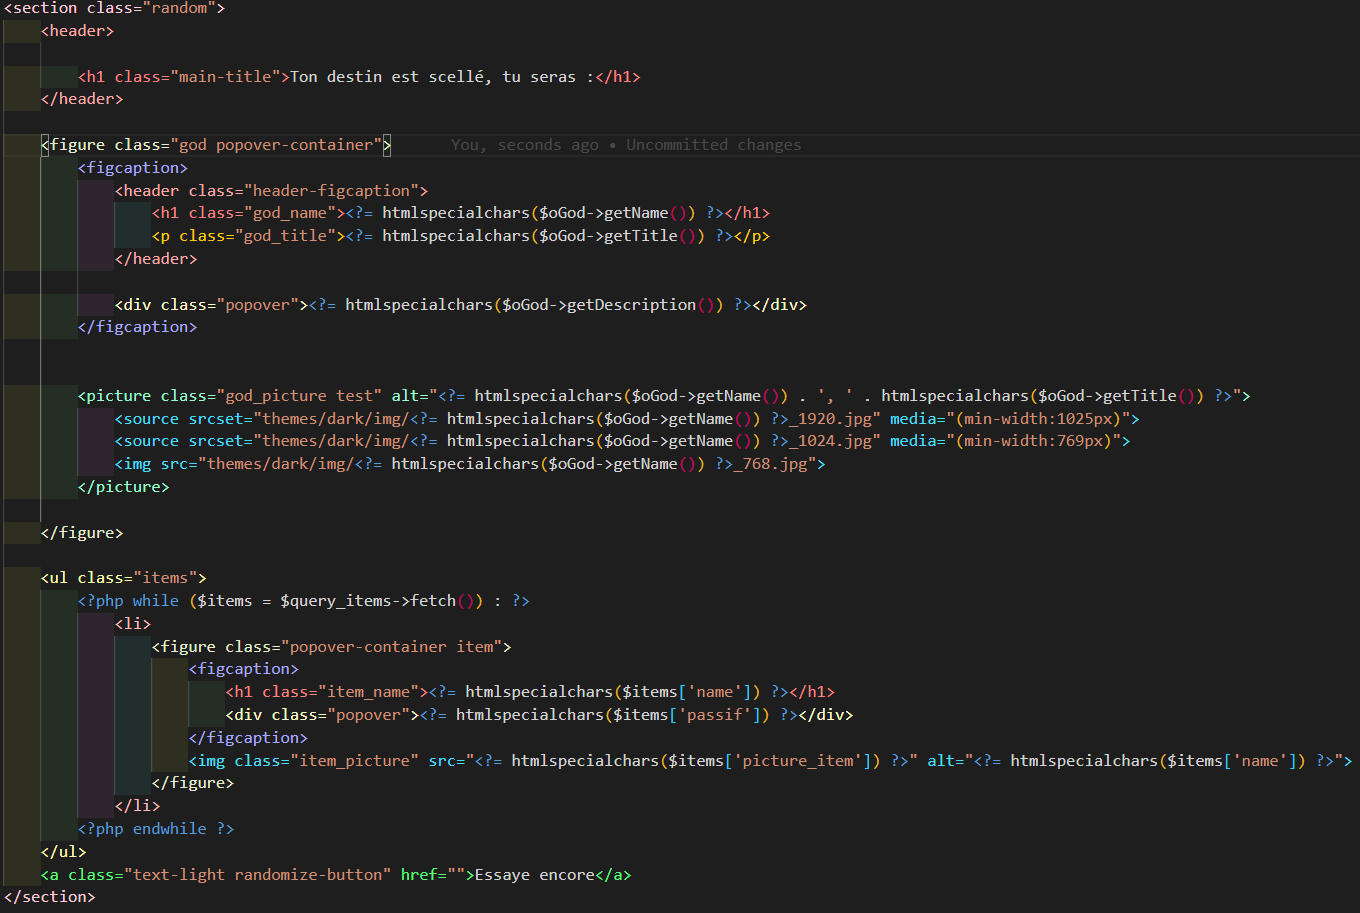 <section class="random">
<header>
<h1 class="main-title">Ton destin est scellé, tu seras :</h1>
</header>
<figure class="god popover-container"> You, seconds ago • Uncommitted changes
<figcaption>
<header class="header-figcaption">
<h1 class="god_name"><?= htmlspecialchars($oGod->getName()) ?></h1>
<p class="god_title"><?= htmlspecialchars($oGod->getTitle()) ?></p>
</header>
<div class="popover"><?= htmlspecialchars($oGod->getDescription()) ?></div>
</figcaption>
<picture class="god_picture test" alt="<?= htmlspecialchars($oGod->getName()) . ', ' . htmlspecialchars($oGod->getTitle()) ?>">
<source srcset="themes/dark/img/<?= htmlspecialchars($oGod->getName()) ?>_1920.jpg" media="(min-width:1025px)">
<source srcset="themes/dark/img/<?= htmlspecialchars($oGod->getName()) ?>_1024.jpg" media="(min-width:769px)">
<img src="themes/dark/img/<?= htmlspecialchars($oGod->getName()) ?>_768.jpg">
</picture>
</figure>
<ul class="items">
<?php while ($items = $query_items->fetch()) : ?>
<li>
<figure class="popover-container item">
<figcaption>
<h1 class="item_name"><?= htmlspecialchars($items['name']) ?></h1>
<div class="popover"><?= htmlspecialchars($items['passif']) ?></div>
</figcaption>
<img class="item_picture" src="<?= htmlspecialchars($items['picture_item']) ?>" alt="<?= htmlspecialchars($items['name']) ?>">
</figure>
</li>
<?php endwhile ?>
</ul>
<a class="text-light randomize-button" href="">Essaye encore</a>
</section>